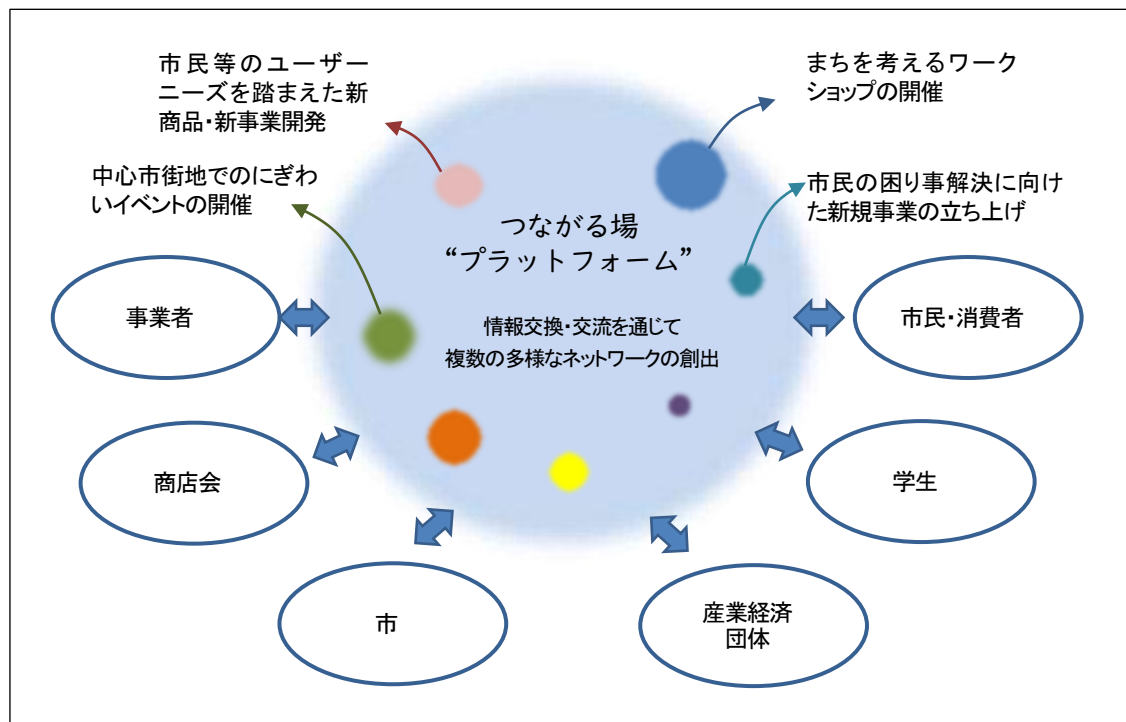 市民等のユーザー
ニーズを踏まえた新
商品・新事業開発
まちを考えるワーク
ショップの開催
中心市街地でのにぎわ
いイベントの開催
市民の困り事解決に向け
た新規事業の立ち上げ
つながる場
“プラットフォーム”
情報交換・交流を通じて
複数の多様なネットワークの創出
事業者
市民・消費者
商店会
学生
市
産業経済
団体